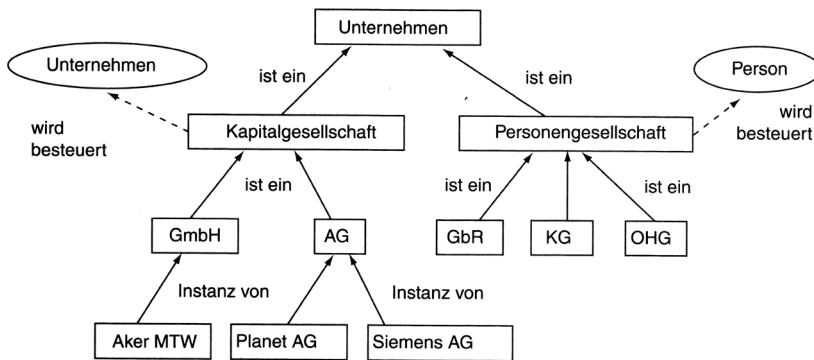 Unternehmen
Unternehmen
ist ein
ist ein
Person
wird
besteuert
Kapitalgesellschaft
Personengesellschaft
wird
besteuert
ist ein
ist ein
ist ein
GmbH
AG
GbR
KG
OHG
Instanz von
Instanz von
Aker MTW
Planet AG
Siemens AG